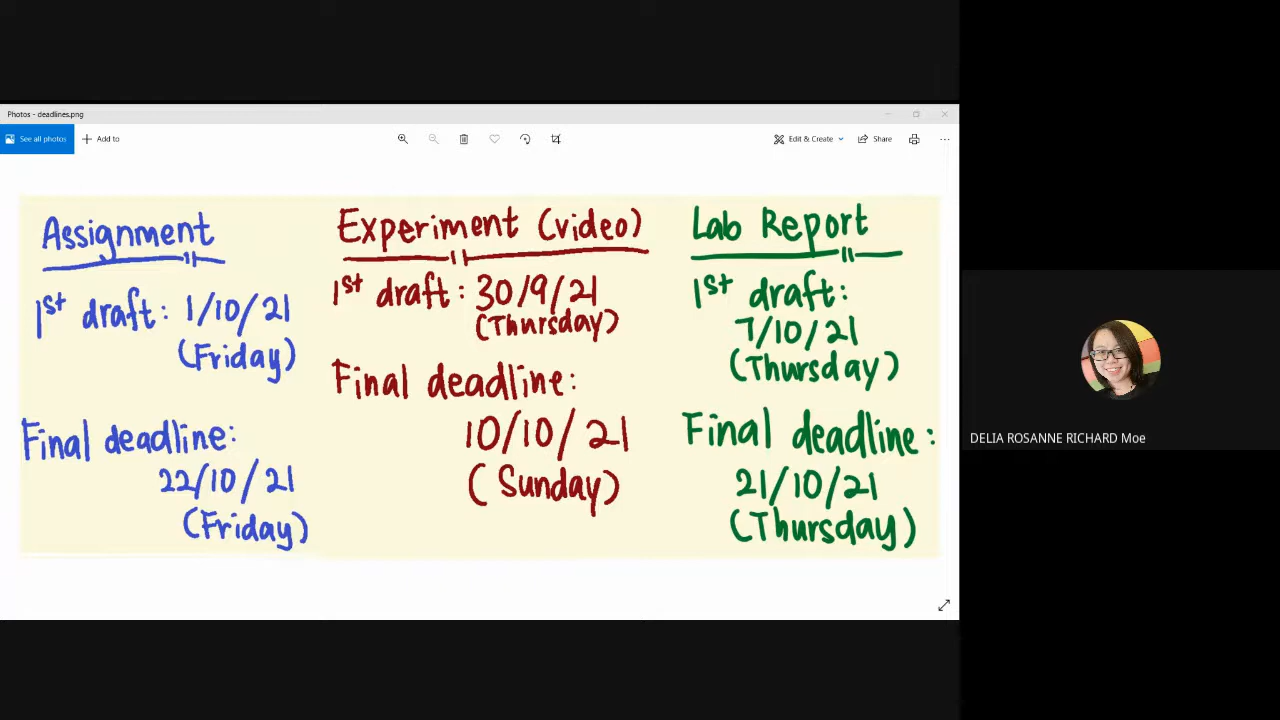 Photos - deadlines.png
See all photos
Add to
Edit & Create
Share
Assignment
1st draft: 1/10/21
(Friday)
Final deadline:
22/10/21
(Friday)
Experiment (video)
1st draft: 30/9/21
(Thursday)
Final deadline:
10/10/21
(Sunday)
Lab Report
1st draft:
7/10/21
(Thursday)
Final deadline:
21/10/21
(Thursday)
DELIA ROSANNE RICHARD Moe